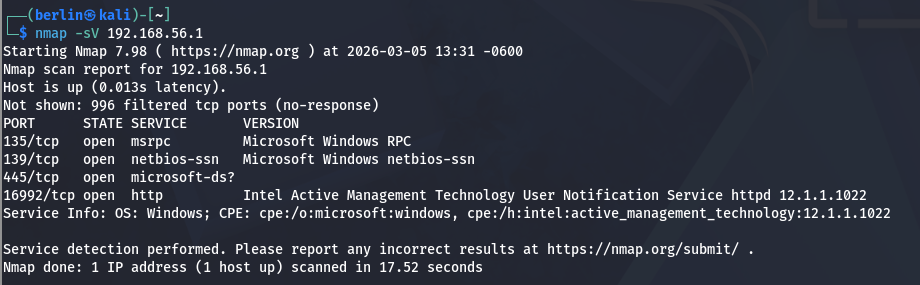 ┌──(berlin㉿kali)-[~]
└─$ nmap -sV 192.168.56.1
Starting Nmap 7.98 ( https://nmap.org ) at 2026-03-05 13:31 -0600
Nmap scan report for 192.168.56.1
Host is up (0.013s latency).
Not shown: 996 filtered tcp ports (no-response)
PORT      STATE SERVICE       VERSION
135/tcp   open  msrpc         Microsoft Windows RPC
139/tcp   open  netbios-ssn   Microsoft Windows netbios-ssn
445/tcp   open  microsoft-ds?
16992/tcp open  http          Intel Active Management Technology User Notification Service httpd 12.1.1.1022
Service Info: OS: Windows; CPE: cpe:/o:microsoft:windows, cpe:/h:intel:active_management_technology:12.1.1.1022
Service detection performed. Please report any incorrect results at https://nmap.org/submit/ .
Nmap done: 1 IP address (1 host up) scanned in 17.52 seconds